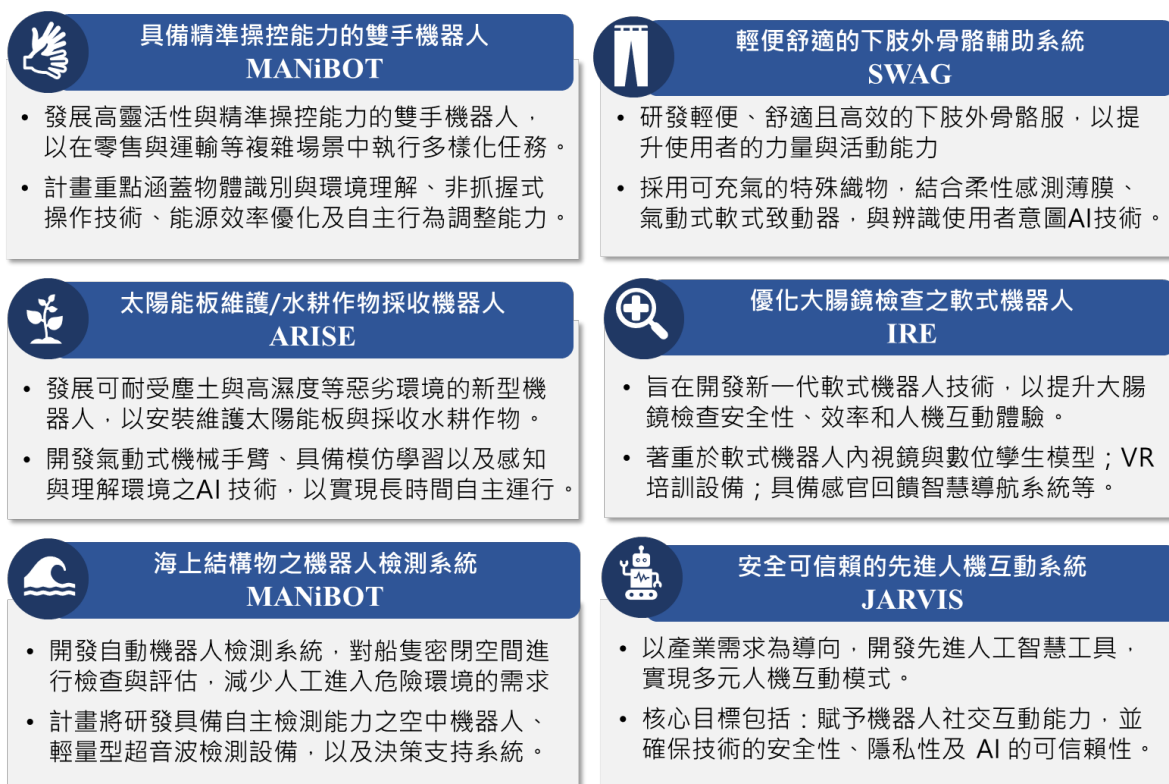 具備精準操控能力的雙手機器人
MANiBOT
• 發展高靈活性與精準操控能力的雙手機器人，
以在零售與運輸等複雜場景中執行多樣化任務。
• 計畫重點涵蓋物體識別與環境理解、非抓握式
操作技術、能源效率優化及自主行為調整能力。
輕便舒適的下肢外骨骼輔助系統
SWAG
• 研發輕便、舒適且高效的下肢外骨骼服，以提
升使用者的力量與活動能力
• 採用可充氣的特殊織物，結合柔性感測薄膜、
氣動式軟式致動器，與辨識使用者意圖AI技術。
太陽能板維護/水耕作物採收機器人
ARISE
• 發展可耐受塵土與高濕度等惡劣環境的新型機
器人，以安裝維護太陽能板與採收水耕作物。
• 開發氣動式機械手臂、具備模仿學習以及感知
與理解環境之AI 技術，以實現長時間自主運行。
優化大腸鏡檢查之軟式機器人
IRE
• 旨在開發新一代軟式機器人技術，以提升大腸
鏡檢查安全性、效率和人機互動體驗。
• 著重於軟式機器人內視鏡與數位孿生模型；VR
培訓設備；具備感官回饋智慧導航系統等。
海上結構物之機器人檢測系統
MANiBOT
• 開發自動機器人檢測系統，對船隻密閉空間進
行檢查與評估，減少人工進入危險環境的需求
• 計畫將研發具備自主檢測能力之空中機器人、
輕量型超音波檢測設備，以及決策支持系統。
安全可信賴的先進人機互動系統
JARVIS
• 以產業需求為導向，開發先進人工智慧工具，
實現多元人機互動模式。
• 核心目標包括：賦予機器人社交互動能力，並
確保技術的安全性、隱私性及 AI 的可信賴性。